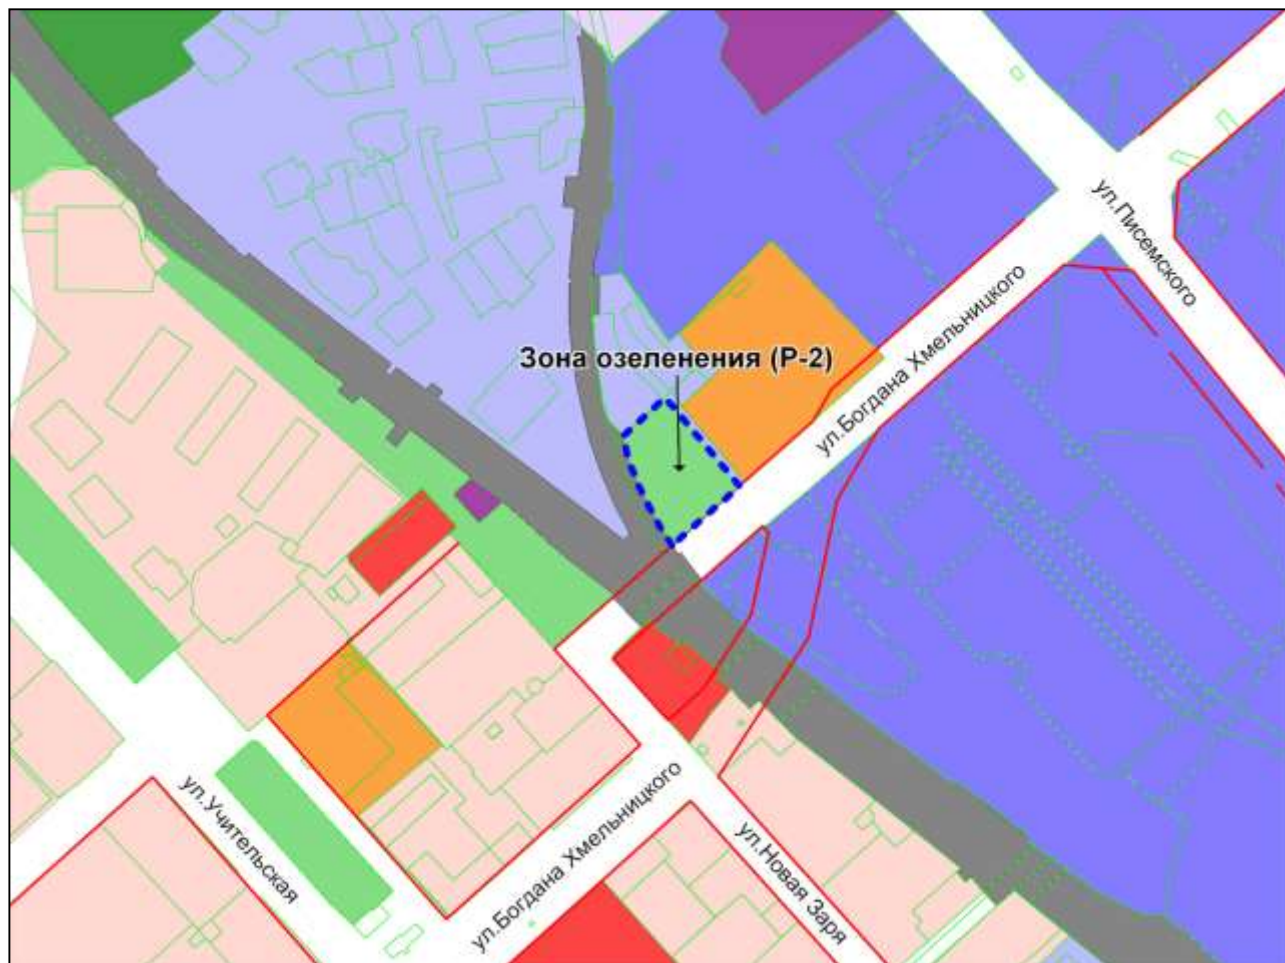 ул.Писемского
ул.Богдана Хмельницкого
Зона озеленения (Р-2)
ул.Учительская
ул.Богдана Хмельницкого
ул.Новая Заря